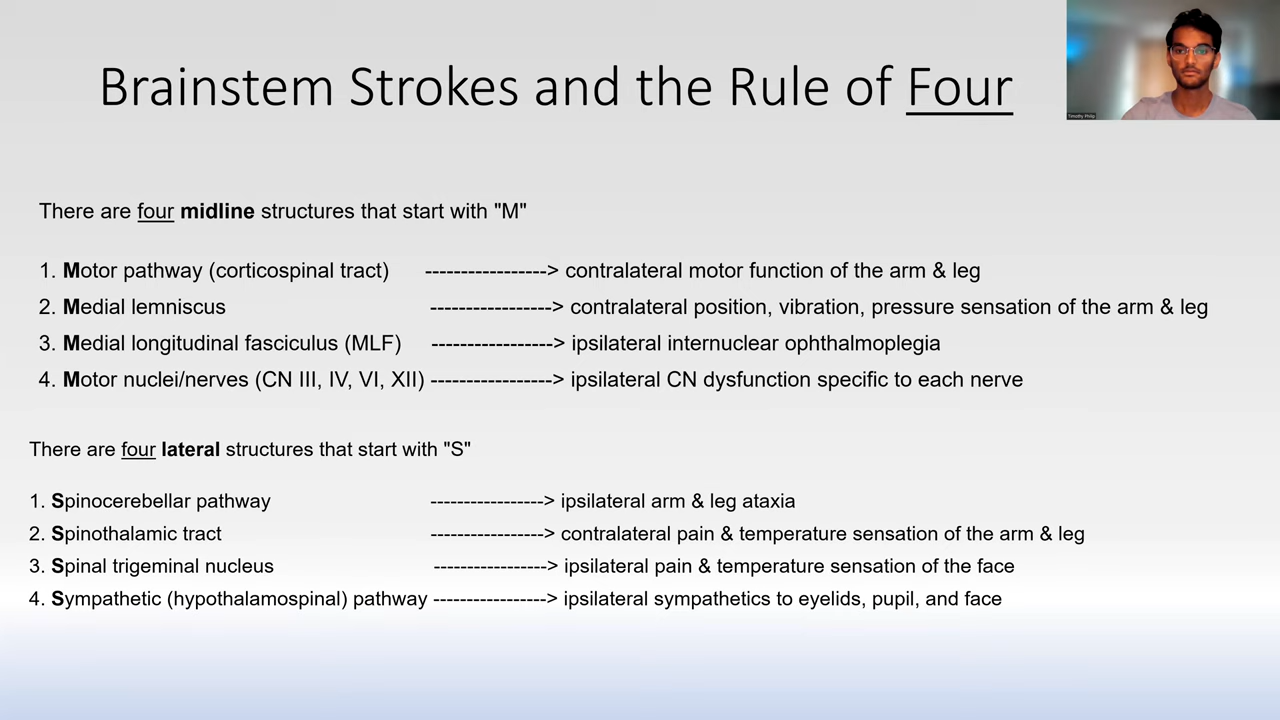 Brainstem Strokes and the Rule of Four
Timothy Philip
There are four midline structures that start with "M"
1. Motor pathway (corticospinal tract) -----------------> contralateral motor function of the arm & leg
2. Medial lemniscus -----------------> contralateral position, vibration, pressure sensation of the arm & leg
3. Medial longitudinal fasciculus (MLF) -----------------> ipsilateral internuclear ophthalmoplegia
4. Motor nuclei/nerves (CN III, IV, VI, XII) -----------------> ipsilateral CN dysfunction specific to each nerve
There are four lateral structures that start with "S"
1. Spinocerebellar pathway ----------------> ipsilateral arm & leg ataxia
2. Spinothalamic tract -----------------> contralateral pain & temperature sensation of the arm & leg
3. Spinal trigeminal nucleus ----------------> ipsilateral pain & temperature sensation of the face
4. Sympathetic (hypothalamospinal) pathway ----------------> ipsilateral sympathetics to eyelids, pupil, and face